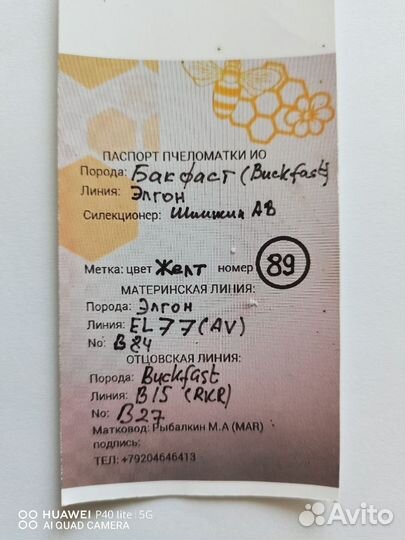 ПАСПОРТ ПЧЕЛОМАТКИ ИО
Порода: Бакфаст (Buckfast)
Линия: Элгон
Силекционер: Шишкин АВ
Метка: цвет Желт номер 89
МАТЕРИНСКАЯ ЛИНИЯ:
Порода: Элгон
Линия: EL77(AV)
No: B84
ОТЦОВСКАЯ ЛИНИЯ:
Порода: Buckfast
Линия: B15 (RKR)
No: B27
Матковод: Рыбалкин М.А (MAR)
подпись:
ТЕЛ: +79204646413
HUAWEI P40 lite 5G
AI QUAD CAMERA
Avito